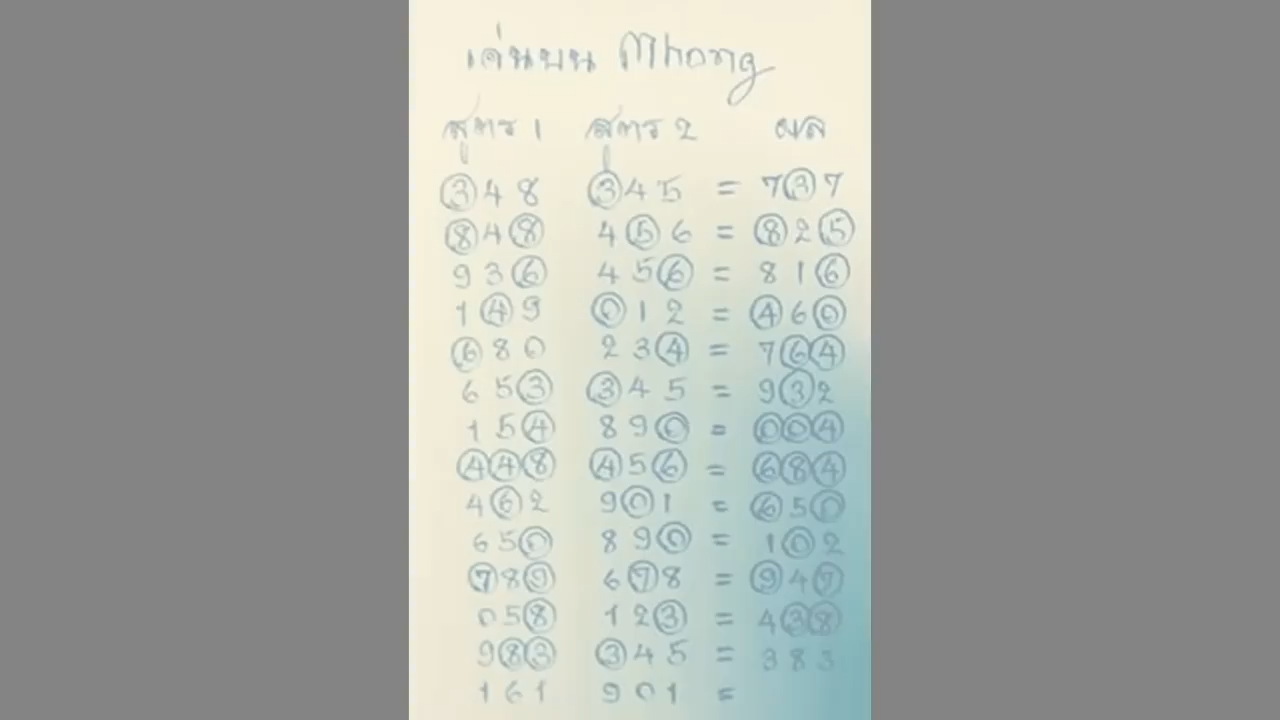 เด่นบน Mhong
สูตร 1 สูตร 2 ผล
348 345 = 737
848 456 = 825
936 456 = 816
149 012 = 460
680 234 = 764
653 345 = 932
154 890 = 004
448 456 = 684
462 901 = 650
650 890 = 102
789 678 = 947
058 123 = 438
983 345 = 383
161 901 =